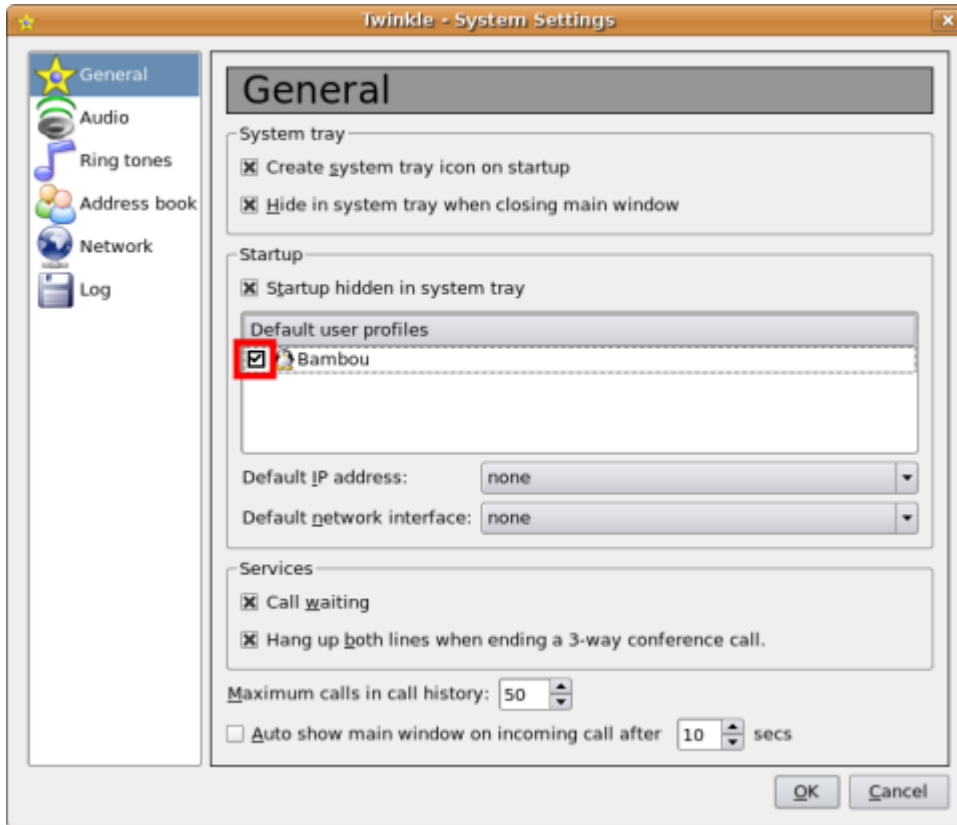 Twinkle - System Settings
General
Audio
Ring tones
Address book
Network
Log
General
System tray
Create system tray icon on startup
Hide in system tray when closing main window
Startup
Startup hidden in system tray
Default user profiles
Bambou
Default IP address: none
Default network interface: none
Services
Call waiting
Hang up both lines when ending a 3-way conference call.
Maximum calls in call history: 50
Auto show main window on incoming call after 10 secs
OK Cancel